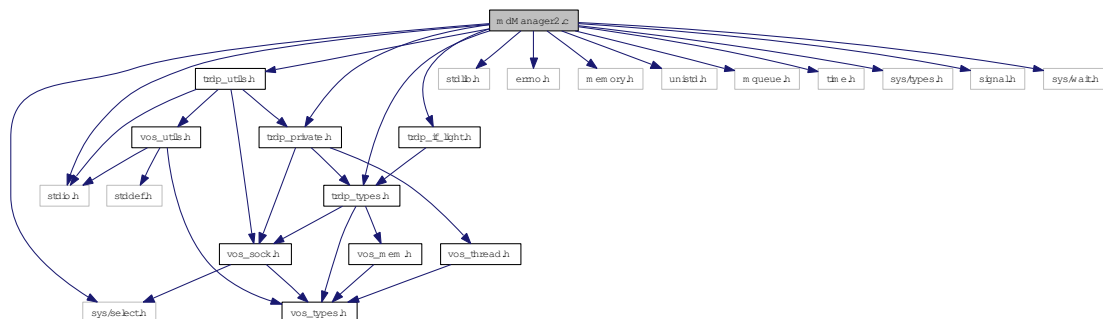 mdManager2.c
trdp_utils.h
stdlib.h
errno.h
memory.h
unistd.h
mqueue.h
time.h
sys/types.h
signal.h
sys/wait.h
vos_utils.h
trdp_private.h
trdp_if_light.h
stdio.h
stddef.h
trdp_types.h
vos_sock.h
vos_mem.h
vos_thread.h
sys/select.h
vos_types.h